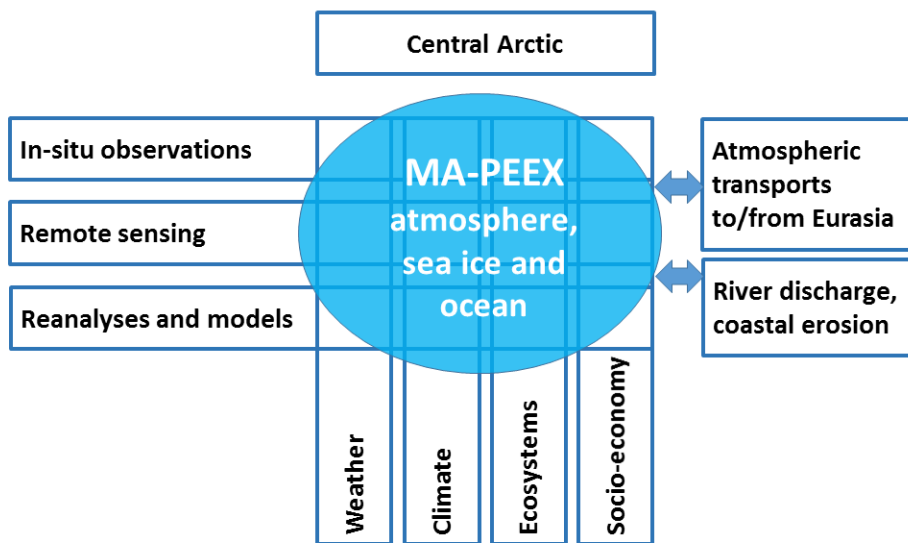 Central Arctic
In-situ observations
Remote sensing
Reanalyses and models
MA-PEEX
atmosphere,
sea ice and
ocean
Atmospheric
transports
to/from Eurasia
River discharge,
coastal erosion
Weather
Climate
Ecosystems
Socio-economy